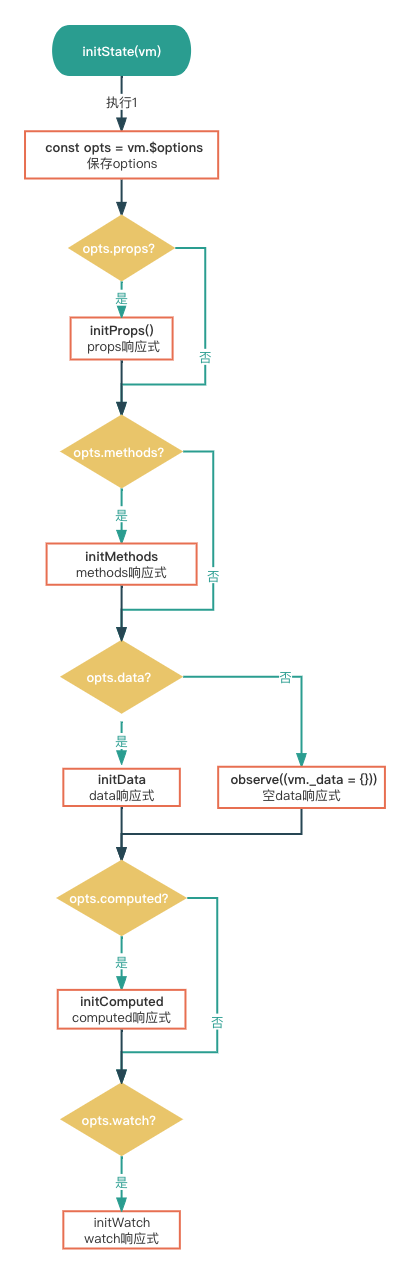 initState(vm)
执行1
const opts = vm.$options
保存options
opts.props?
是
initProps()
props响应式
否
opts.methods?
是
initMethods
methods响应式
否
opts.data?
否
是
initData
data响应式
observe((vm._data = {}))
空data响应式
opts.computed?
是
initComputed
computed响应式
否
opts.watch?
是
initWatch
watch响应式